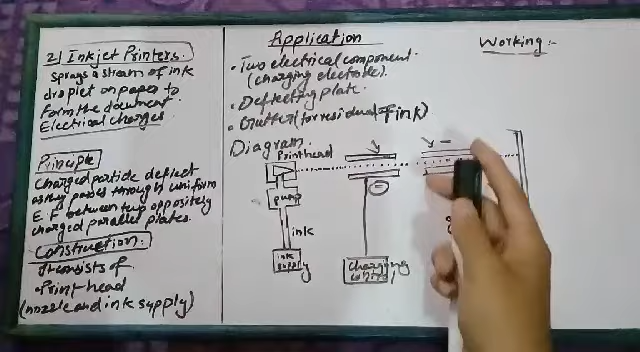 2) Inkjet Printers:
Sprays a stream of ink
droplet on paper to
form the document
Electrical charges
Principle
Charged particle deflect
as they passes through uniform
E.F between two oppositely
charged parallel plates.
Construction:
It consists of
Print head
(nozzle and ink supply)
Application
• Two electrical component
(charging electrode).
• Deflecting plate.
• Gutter (for residual of ink)
Diagram.
Printhead
pump
ink
ink
supply
charging
Working:-